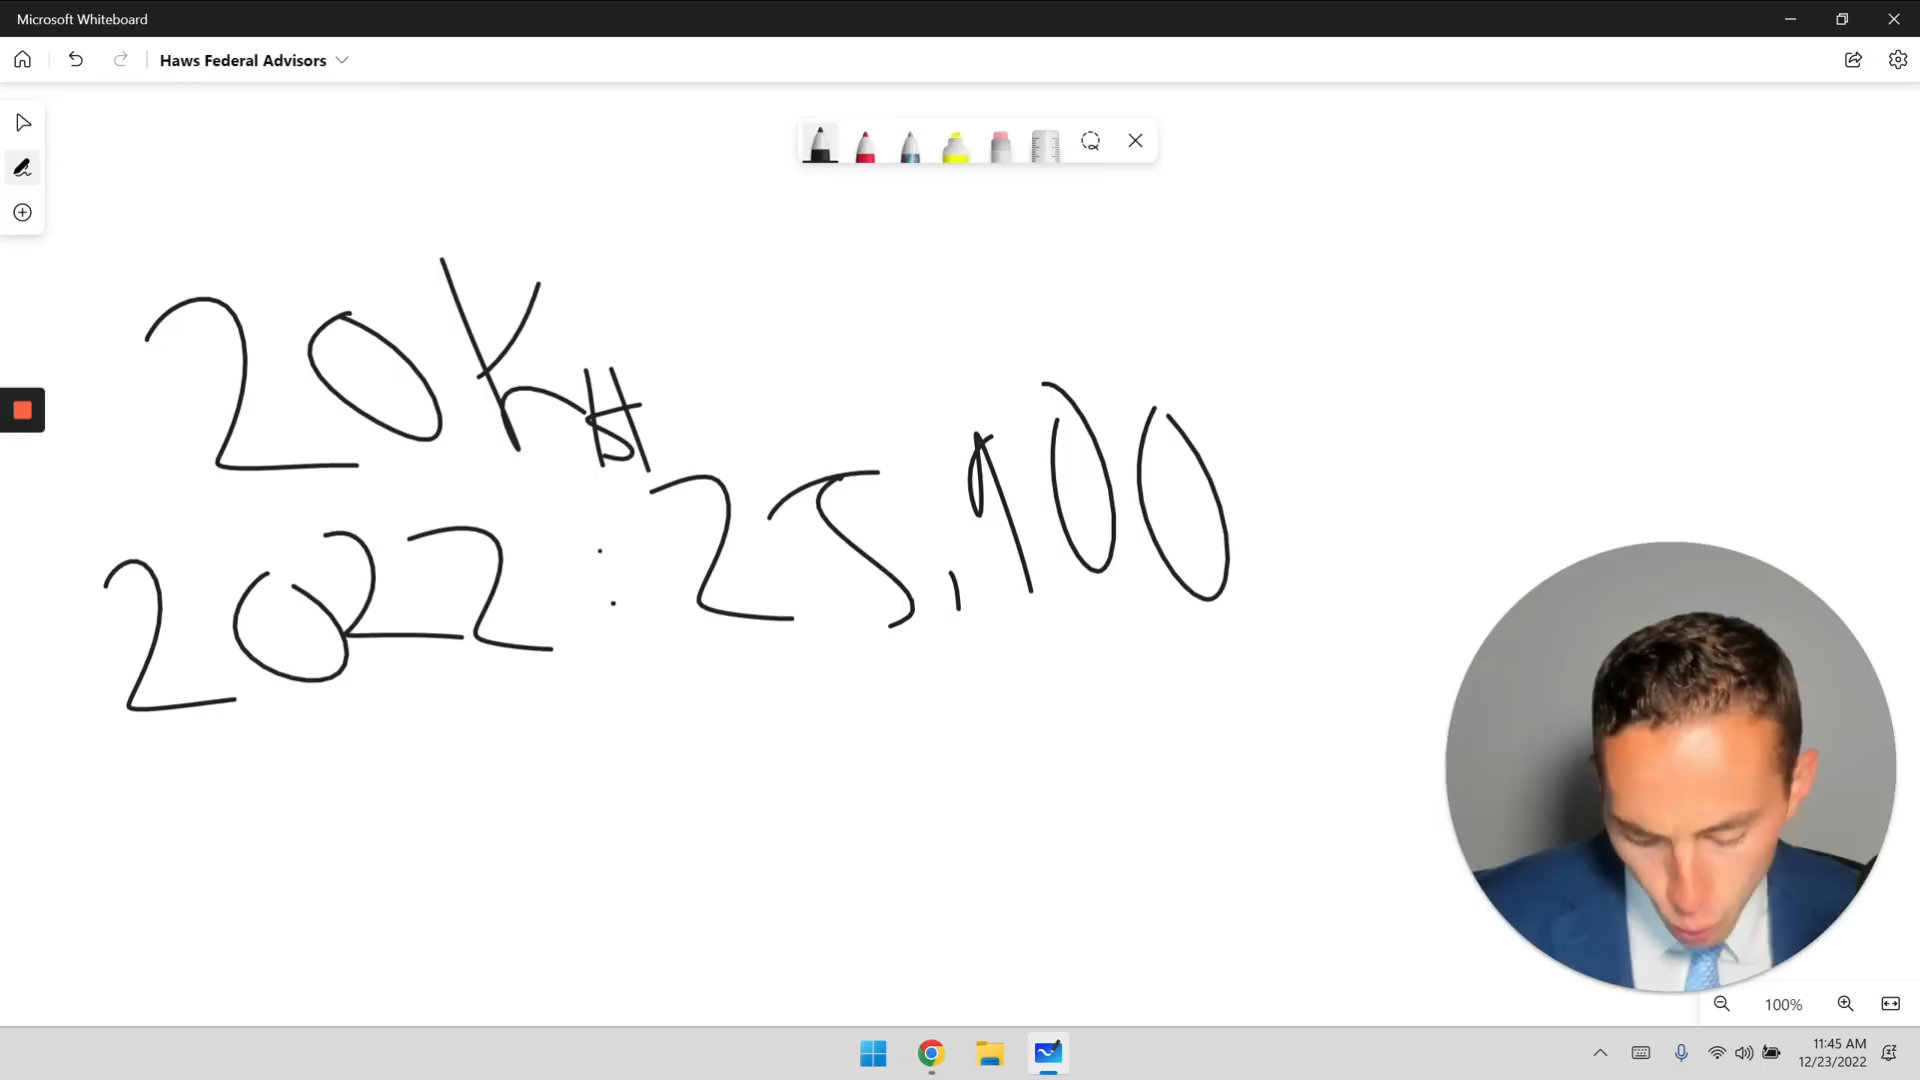 Microsoft Whiteboard
Haws Federal Advisors
20K
2022 : 25,900
100%
11:45 AM
12/23/2022